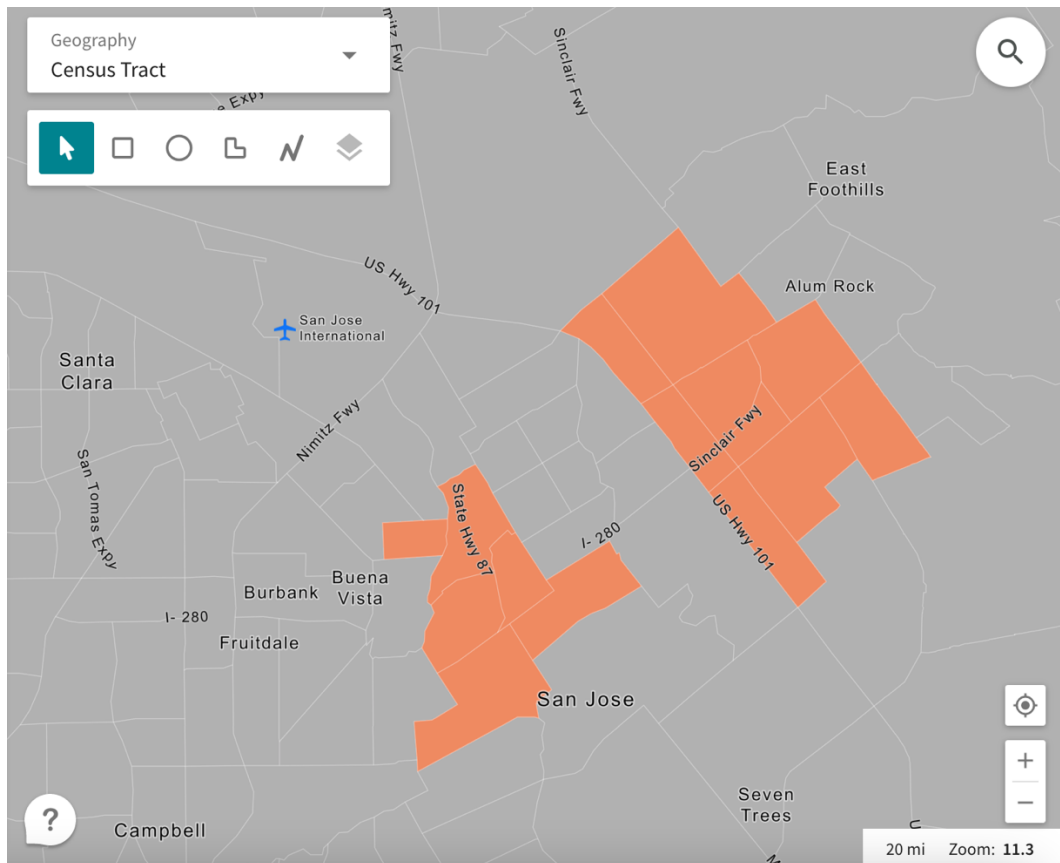 Geography
Census Tract
mitz Fwy
e Expy
Sinclair Fwy
East
Foothills
US Hwy 101
Alum Rock
San Jose
International
Santa
Clara
Nimitz Fwy
Sinclair Fwy
San Tomas Expy
State Hwy 87
US Hwy 101
I- 280
Buena
Vista
Burbank
I- 280
Fruitdale
San Jose
Seven
Trees
?
Campbell
U
M
20 mi Zoom: 11.3